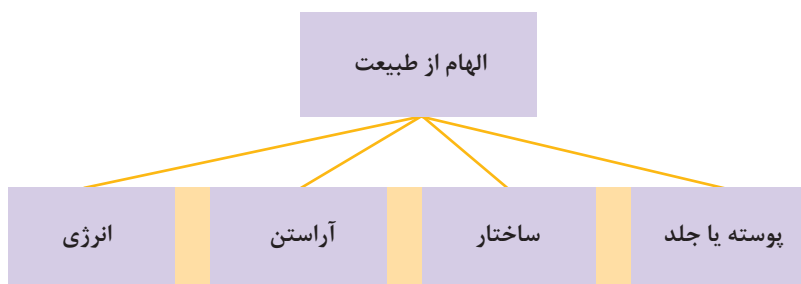 الهام از طبیعت
پوسته یا جلد
ساختار
آراستن
انرژی